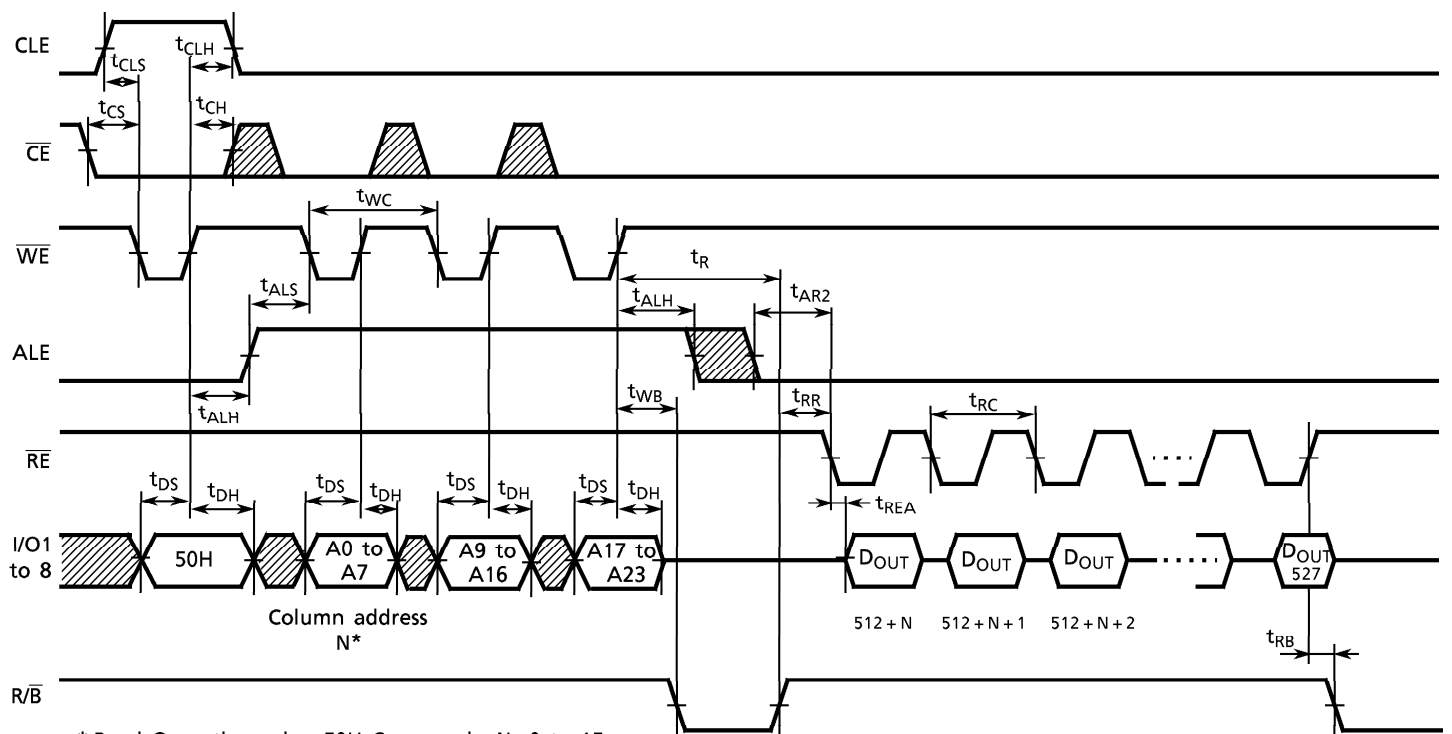 CLE
tCLS
tCLH
tCS
tCH
CE
tWC
WE
tR
tALS
tALH
tAR2
ALE
tALH
tWB
tRR
tRC
RE
tDS
tDH
tDS
tDH
tDS
tDH
tDS
tDH
tREA
I/O1
to 8
50H
A0 to
A7
A9 to
A16
A17 to
A23
DOUT
DOUT
DOUT
DOUT
527
Column address
N*
512 + N
512 + N + 1
512 + N + 2
tRB
R/B